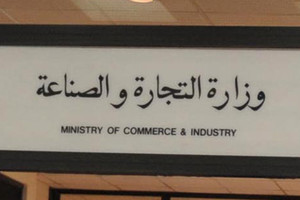 وزارة التجارة و الصناعة
MINISTRY OF COMMERCE & INDUSTRY